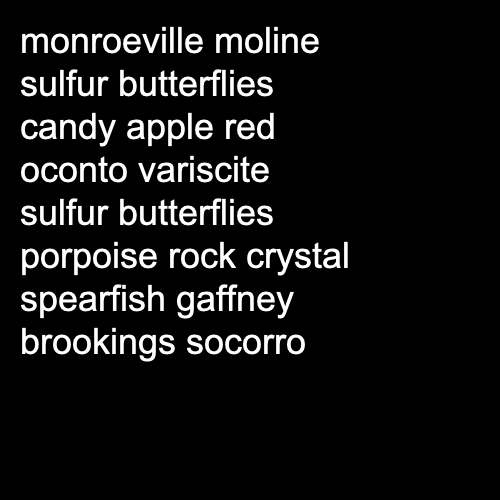 monroeville moline
sulfur butterflies
candy apple red
oconto variscite
sulfur butterflies
porpoise rock crystal
spearfish gaffney
brookings socorro